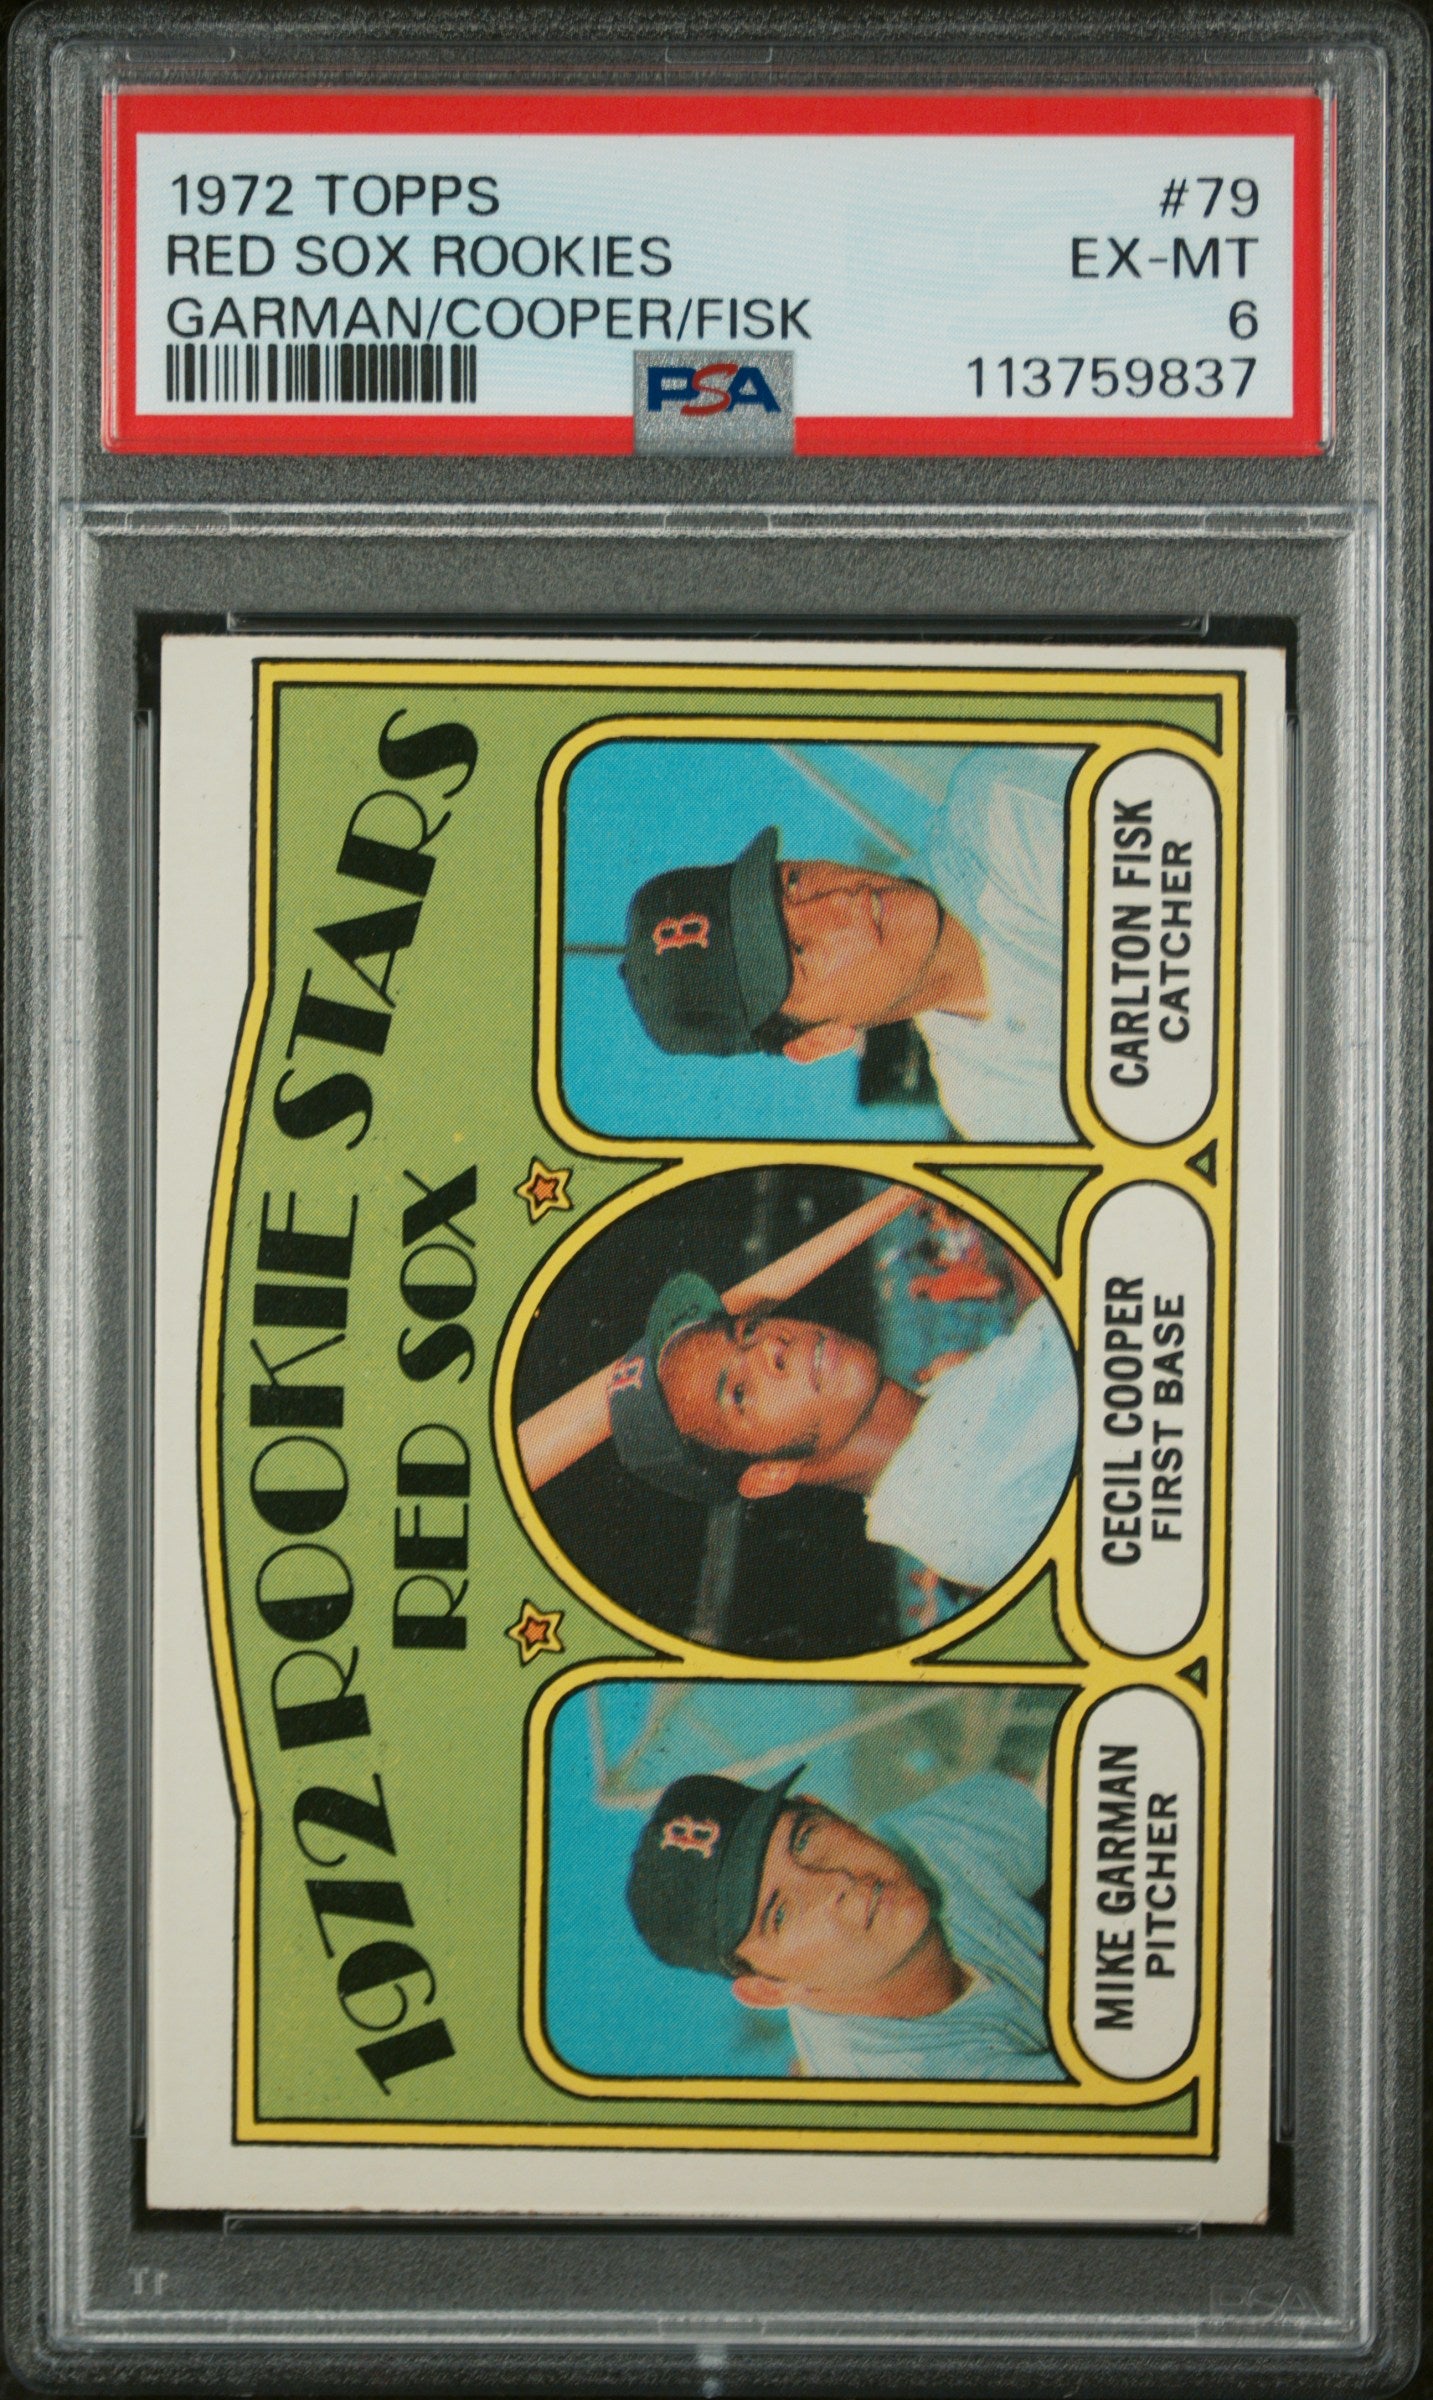 1972 TOPPS #79
RED SOX ROOKIES EX-MT
GARMAN/COOPER/FISK 6
PSA 113759837
1972 ROOKIE STARS
RED SOX
B
B
B
MIKE GARMAN
PITCHER
CECIL COOPER
FIRST BASE
CARLTON FISK
CATCHER
PSA